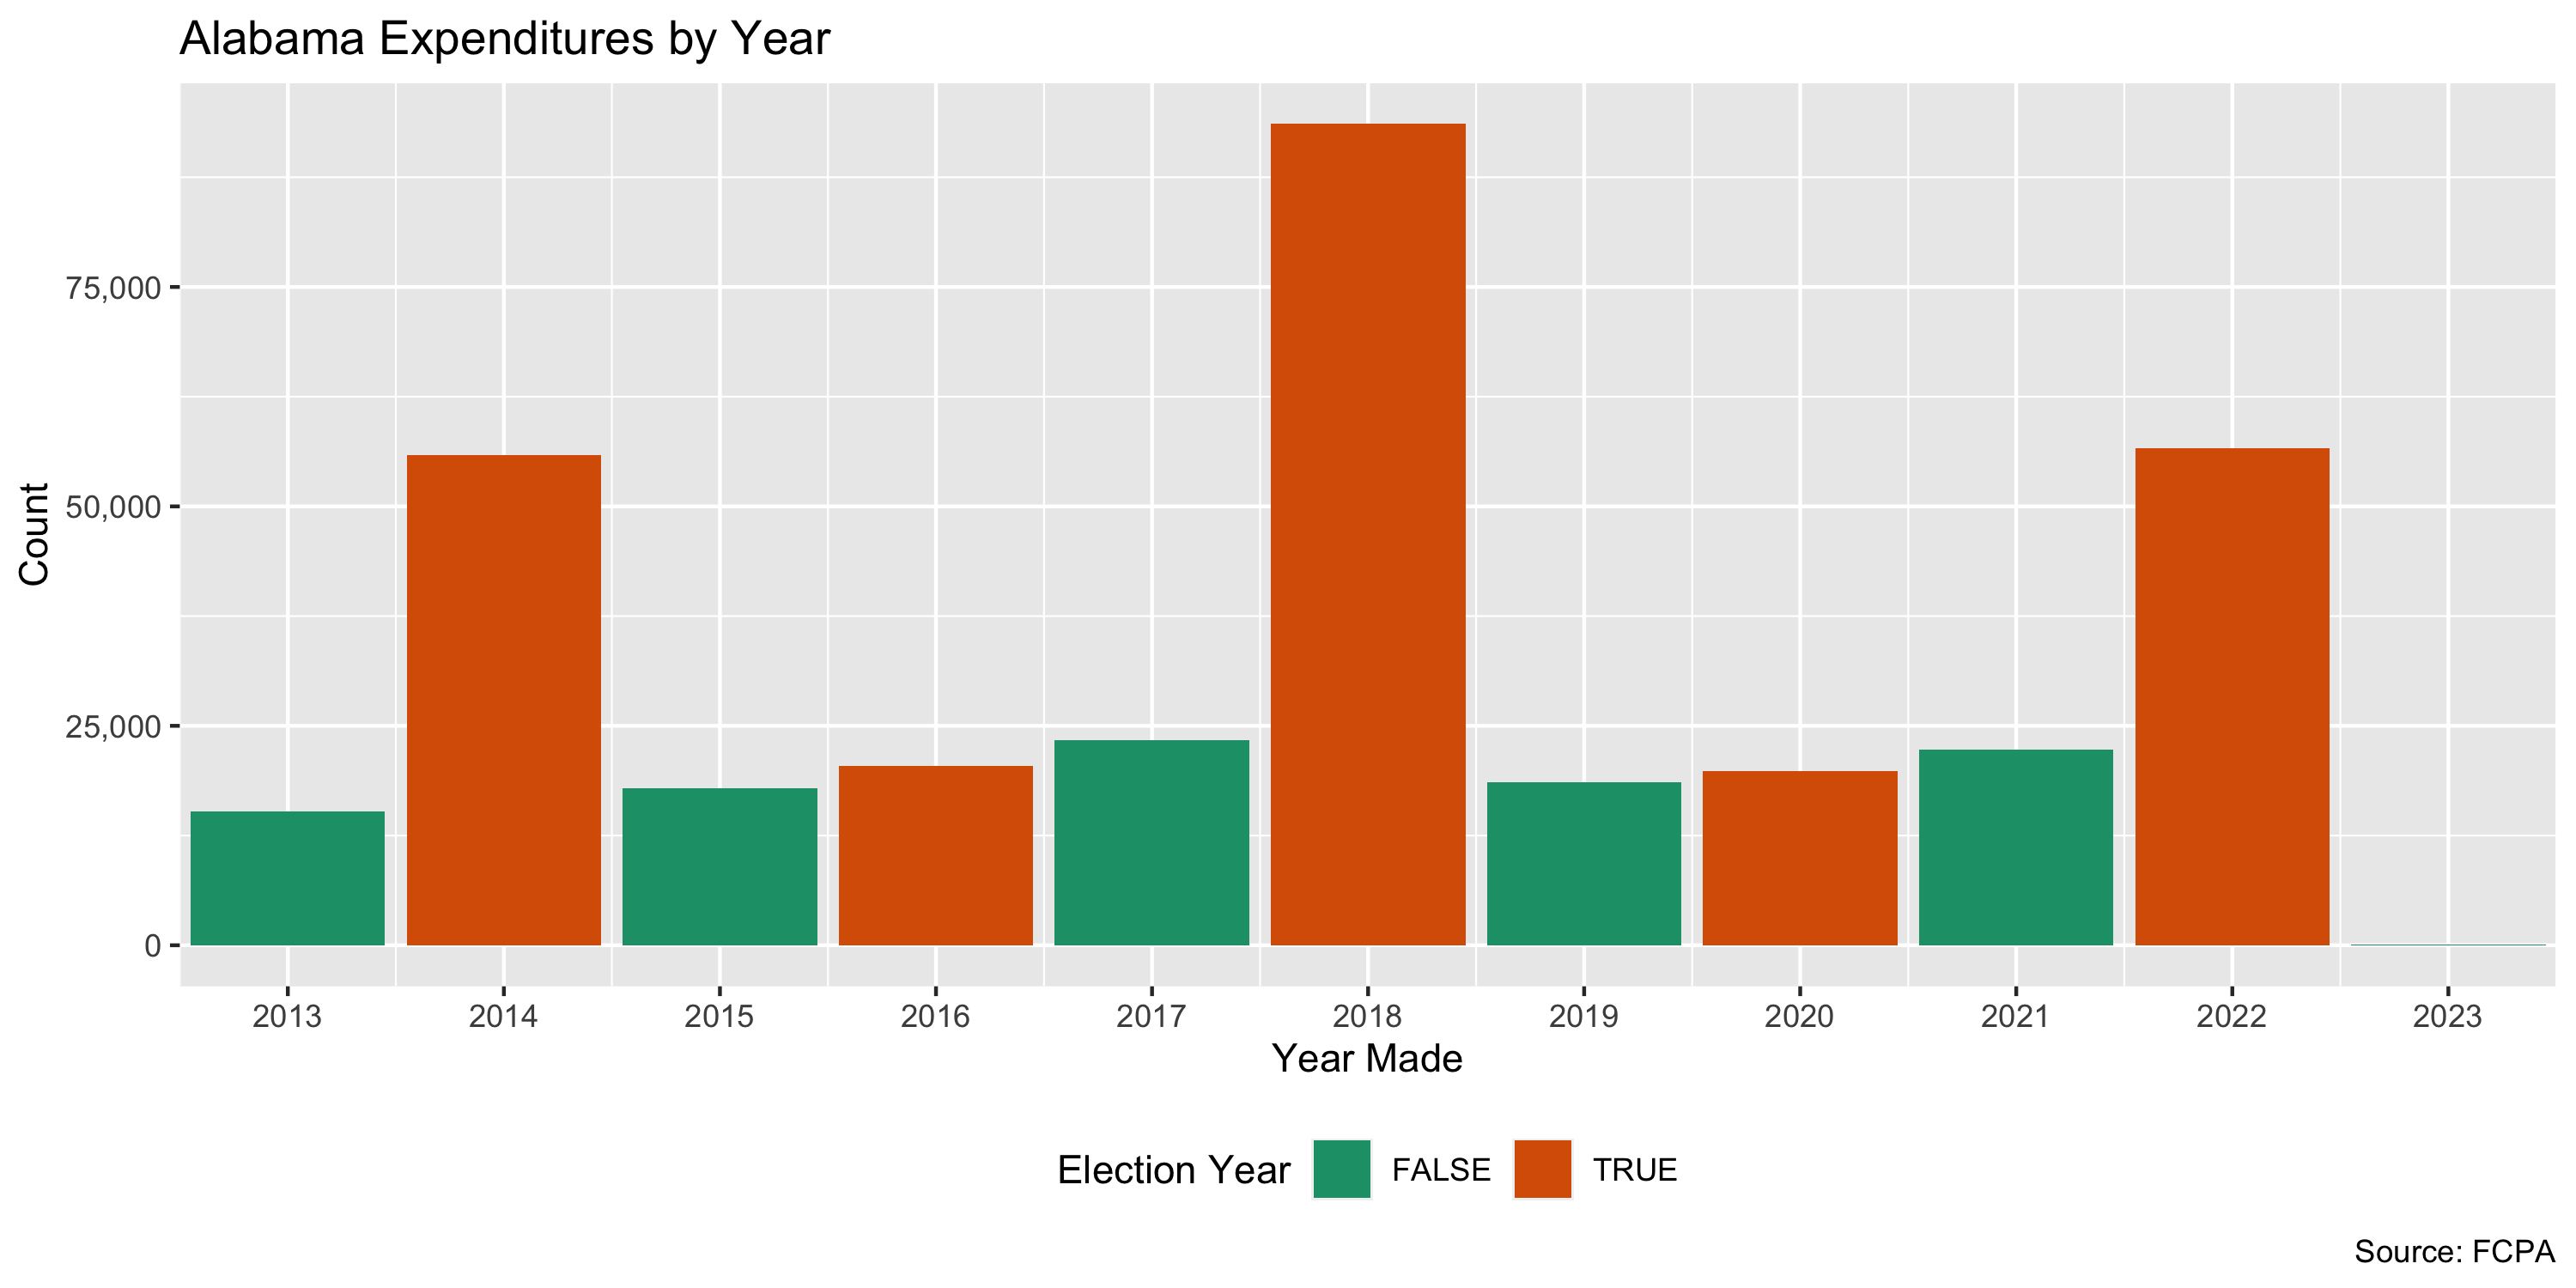 Alabama Expenditures by Year
Count
75,000
50,000
25,000
0
2013 2014 2015 2016 2017 2018 2019 2020 2021 2022 2023
Year Made
Election Year FALSE TRUE
Source: FCPA